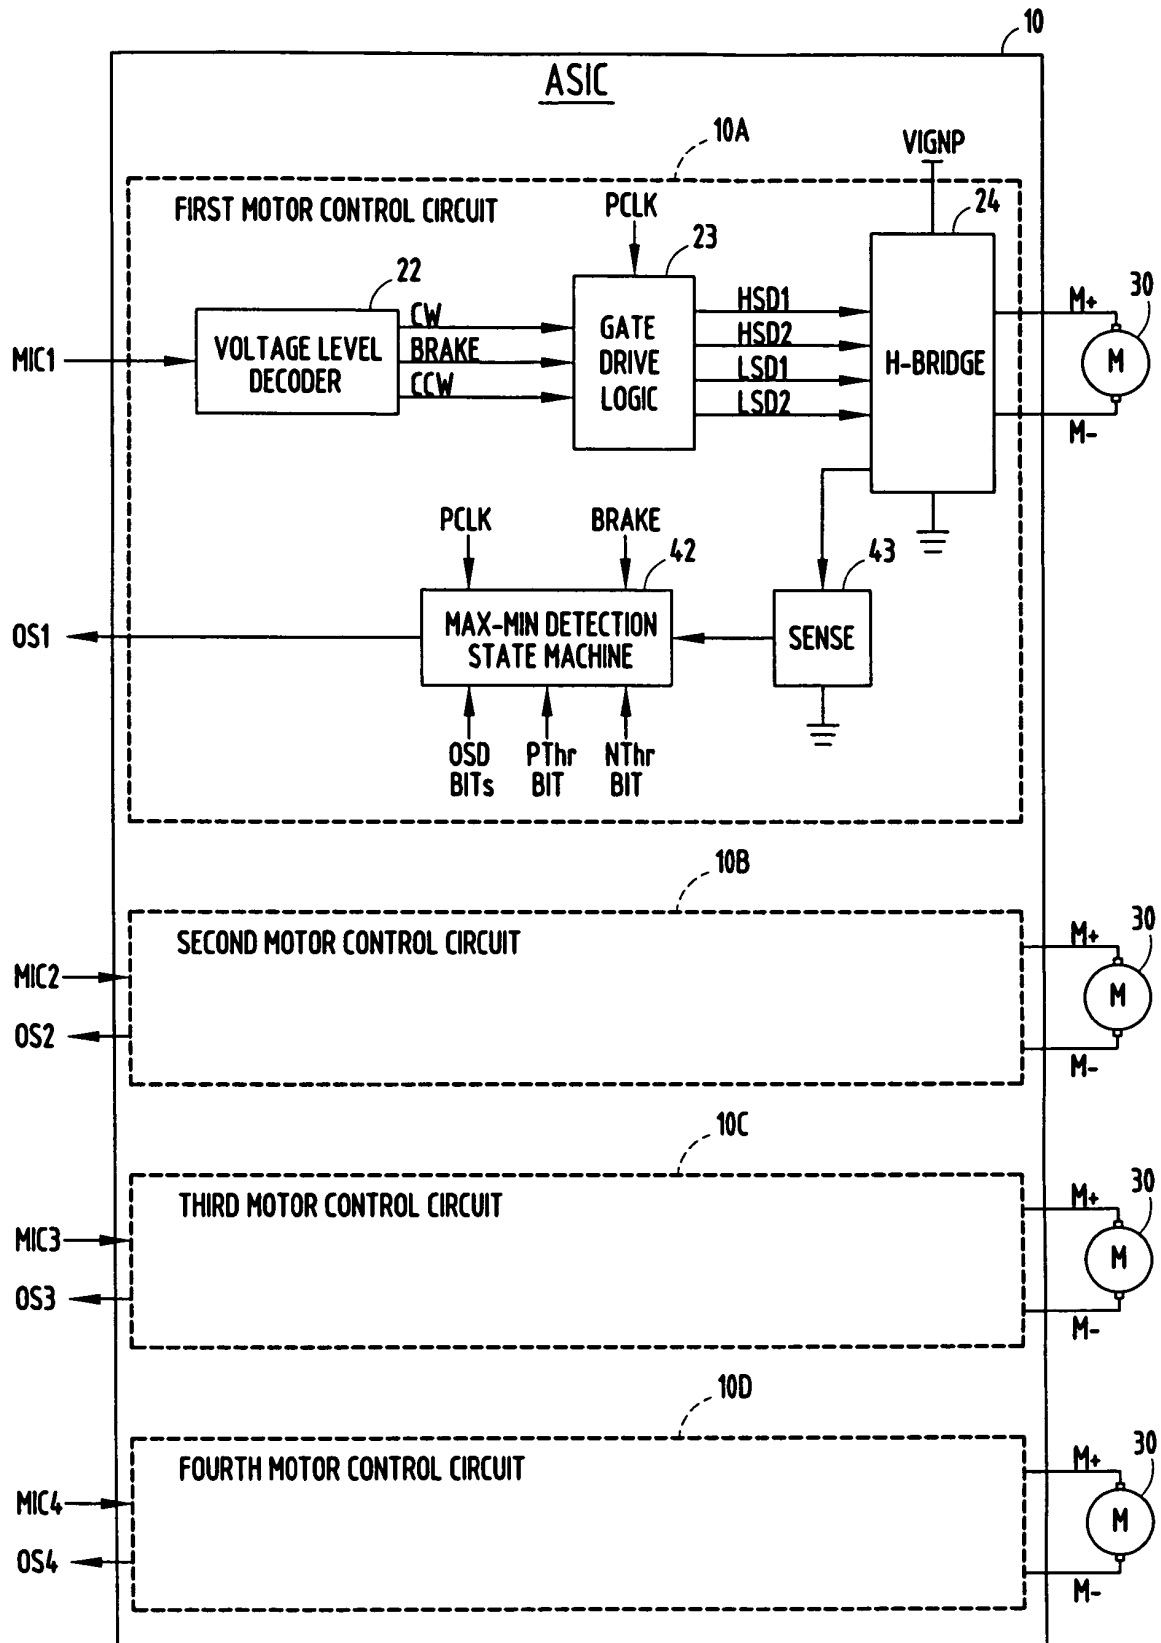 10
ASIC
10A
VIGNP
FIRST MOTOR CONTROL CIRCUIT
PCLK
24
23
22
30
CW
HSD1
M+
MIC1
VOLTAGE LEVEL
DECODER
BRAKE
GATE
DRIVE
LOGIC
HSD2
H-BRIDGE
M
CCW
LSD1
LSD2
M-
PCLK
BRAKE
42
43
OS1
MAX-MIN DETECTION
STATE MACHINE
SENSE
OSD
BITs
PThr
BIT
NThr
BIT
10B
SECOND MOTOR CONTROL CIRCUIT
M+
30
MIC2
M
OS2
M-
10C
THIRD MOTOR CONTROL CIRCUIT
M+
30
MIC3
M
OS3
M-
10D
FOURTH MOTOR CONTROL CIRCUIT
M+
30
MIC4
M
OS4
M-